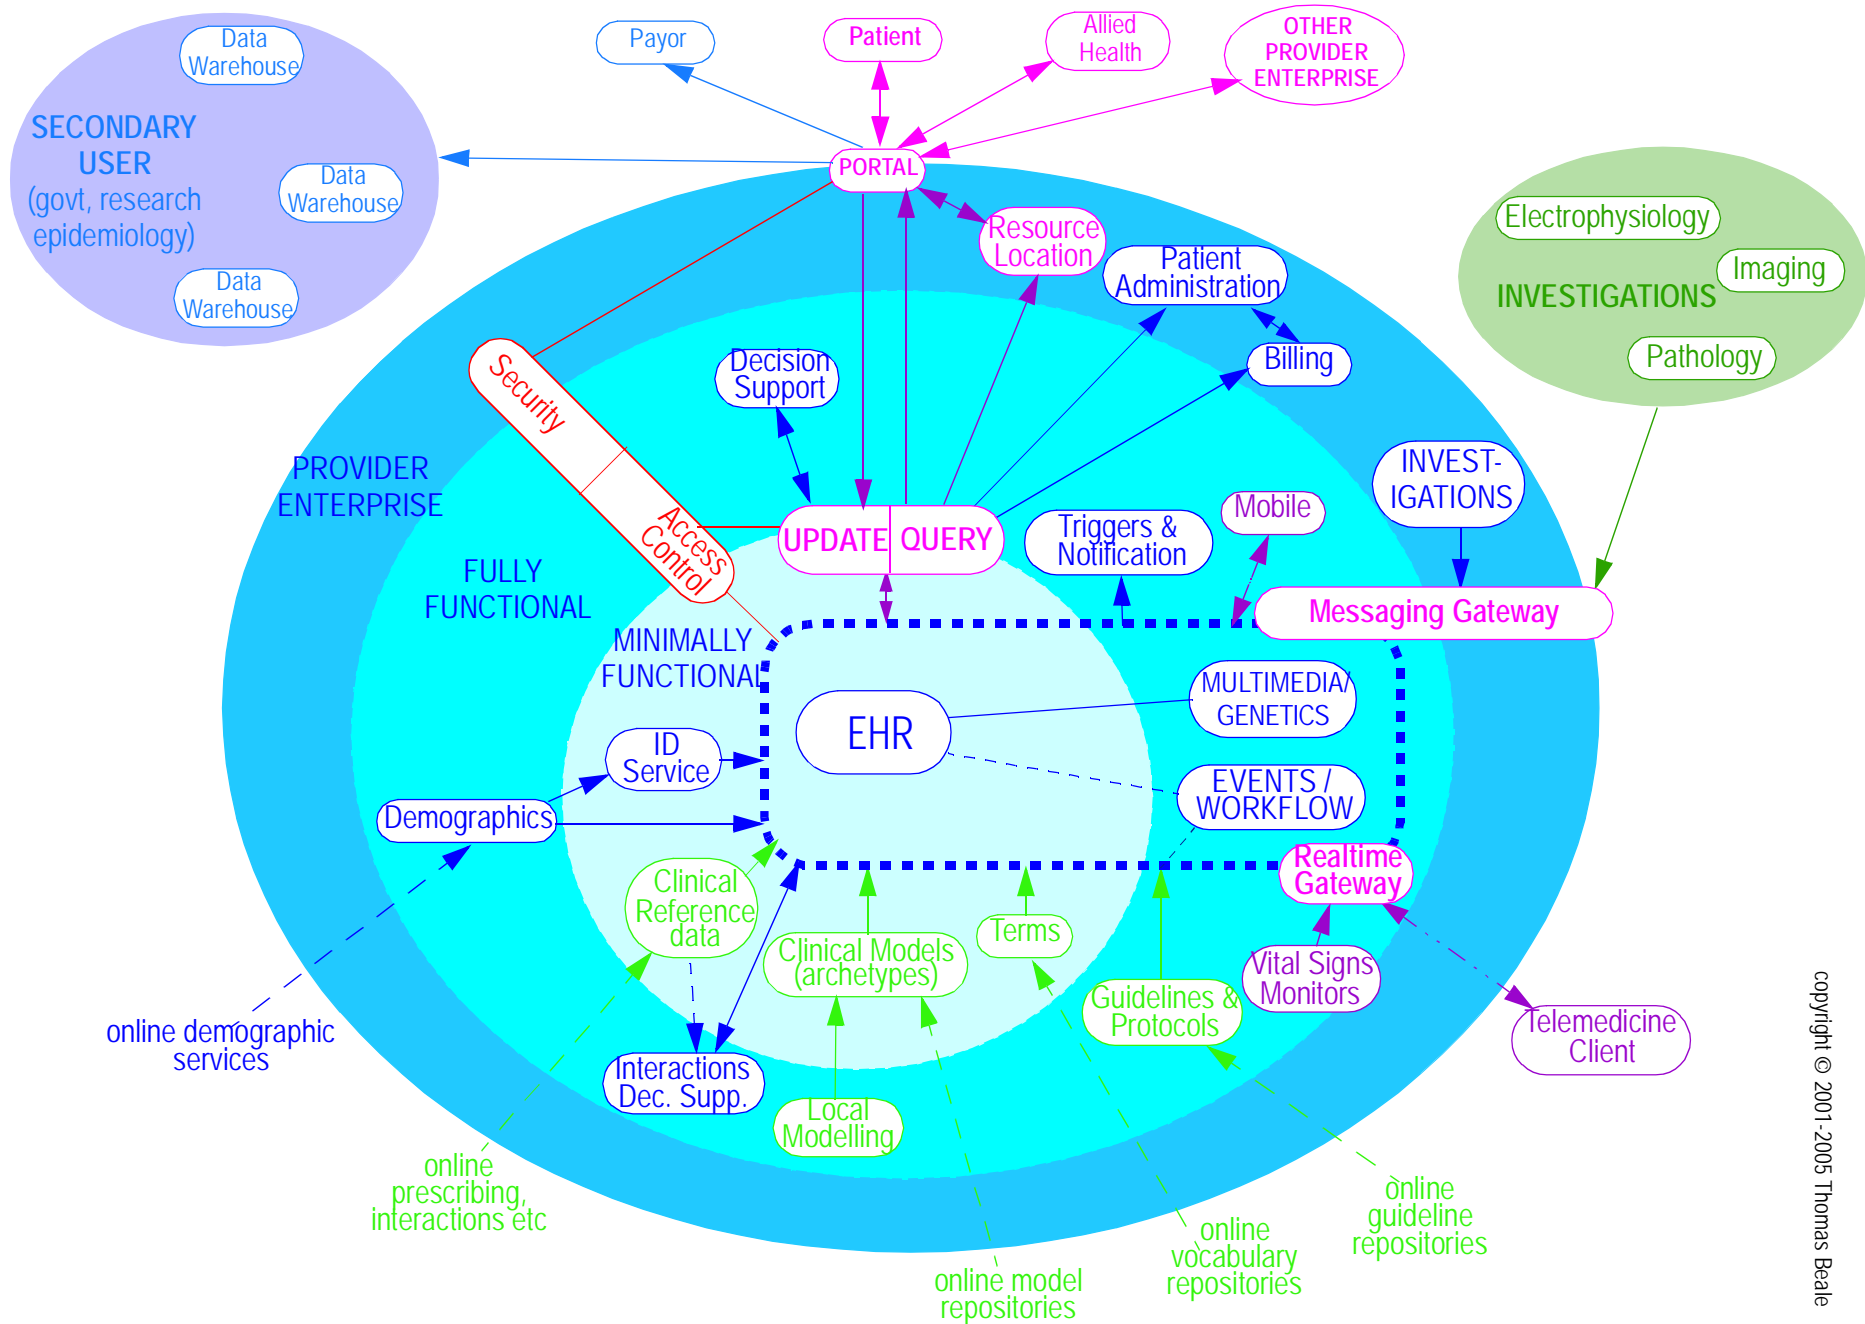 Data
Warehouse
SECONDARY
USER
(govt, research
epidemiology)
Data
Warehouse
Data
Warehouse
Payor
Patient
Allied
Health
OTHER
PROVIDER
ENTERPRISE
PORTAL
Resource
Location
Patient
Administration
Billing
Electrophysiology
Imaging
INVESTIGATIONS
Pathology
Decision
Support
Security
Access
Control
PROVIDER
ENTERPRISE
FULLY
FUNCTIONAL
MINIMALLY
FUNCTIONAL
UPDATE QUERY
Triggers &
Notification
Mobile
INVEST-
IGATIONS
Messaging Gateway
EHR
MULTIMEDIA/
GENETICS
EVENTS /
WORKFLOW
ID
Service
Demographics
Realtime
Gateway
Clinical
Reference
data
Clinical Models
(archetypes)
Terms
Guidelines &
Protocols
Vital Signs
Monitors
Telemedicine
Client
Interactions
Dec. Supp.
Local
Modelling
online demographic
services
online
prescribing,
interactions etc
online model
repositories
online
vocabulary
repositories
online
guideline
repositories
copyright © 2001-2005 Thomas Beale